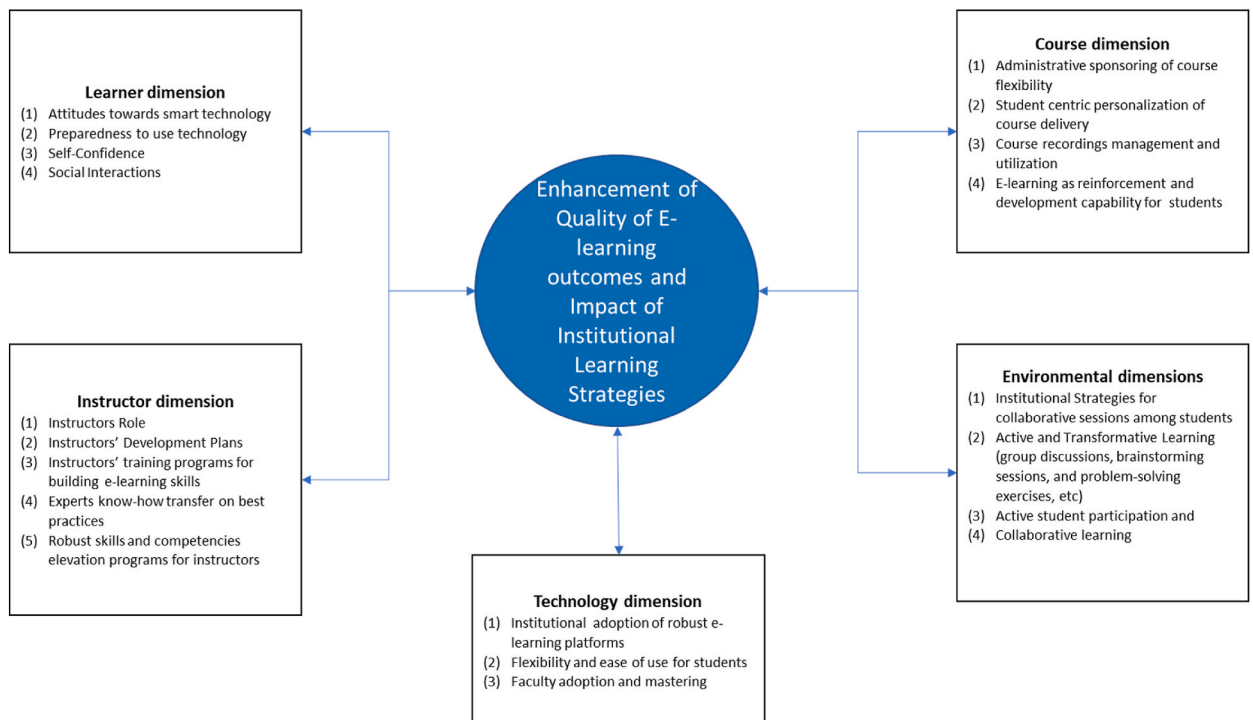 Learner dimension
(1) Attitudes towards smart technology
(2) Preparedness to use technology
(3) Self-Confidence
(4) Social Interactions
Course dimension
(1) Administrative sponsoring of course
flexibility
(2) Student centric personalization of
course delivery
(3) Course recordings management and
utilization
(4) E-learning as reinforcement and
development capability for students
Enhancement of
Quality of E-
learning
outcomes and
Impact of
Institutional
Learning
Strategies
Instructor dimension
(1) Instructors Role
(2) Instructors’ Development Plans
(3) Instructors’ training programs for
building e-learning skills
(4) Experts know-how transfer on best
practices
(5) Robust skills and competencies
elevation programs for instructors
Environmental dimensions
(1) Institutional Strategies for
collaborative sessions among students
(2) Active and Transformative Learning
(group discussions, brainstorming
sessions, and problem-solving
exercises, etc)
(3) Active student participation and
(4) Collaborative learning
Technology dimension
(1) Institutional adoption of robust e-
learning platforms
(2) Flexibility and ease of use for students
(3) Faculty adoption and mastering